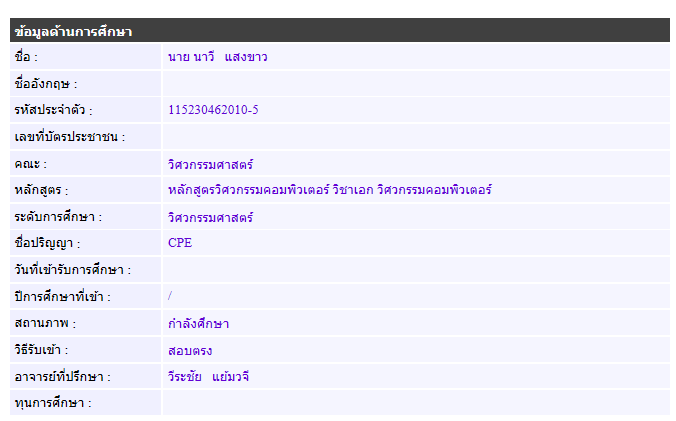 ข้อมูลด้านการศึกษา
ชื่อ : นาย นาวี แสงขาว
ชื่ออังกฤษ :
รหัสประจำตัว : 115230462010-5
เลขที่บัตรประชาชน :
คณะ : วิศวกรรมศาสตร์
หลักสูตร : หลักสูตรวิศวกรรมคอมพิวเตอร์ วิชาเอก วิศวกรรมคอมพิวเตอร์
ระดับการศึกษา : วิศวกรรมศาสตร์
ชื่อปริญญา : CPE
วันที่เข้ารับการศึกษา :
ปีการศึกษาที่เข้า : /
สถานภาพ : กำลังศึกษา
วิธีรับเข้า : สอบตรง
อาจารย์ที่ปรึกษา : วีระชัย แย้มวจี
ทุนการศึกษา :